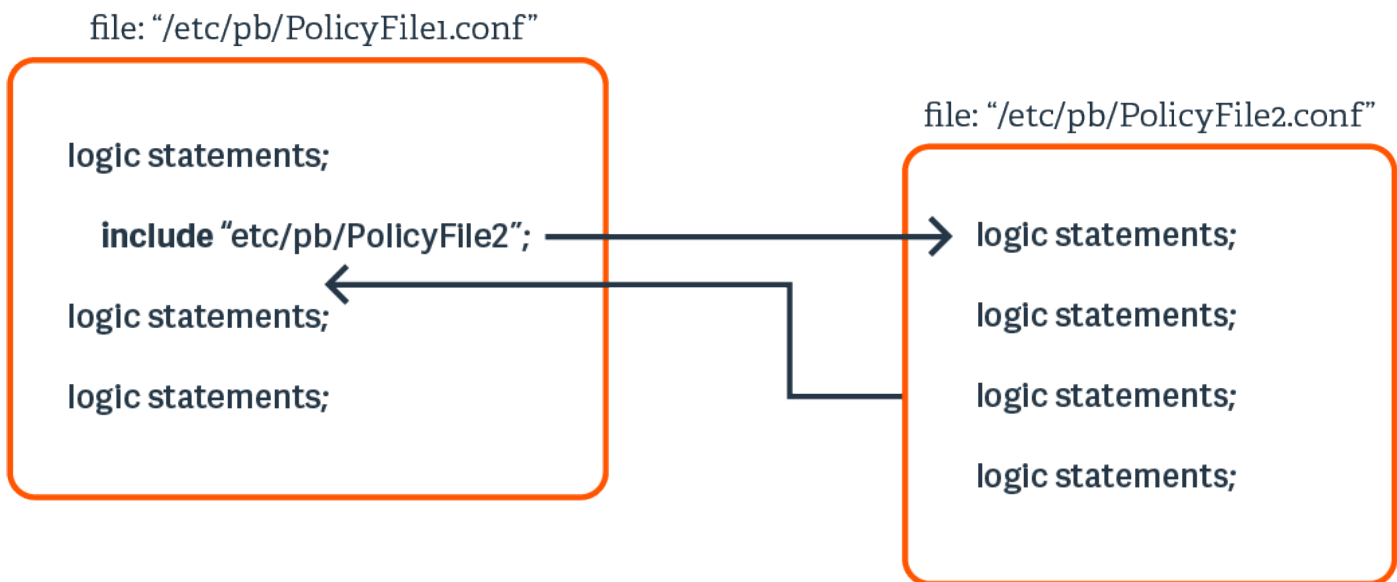 file: “/etc/pb/PolicyFile1.conf”
logic statements;
include “etc/pb/PolicyFile2”;
logic statements;
logic statements;
file: “/etc/pb/PolicyFile2.conf”
logic statements;
logic statements;
logic statements;
logic statements;